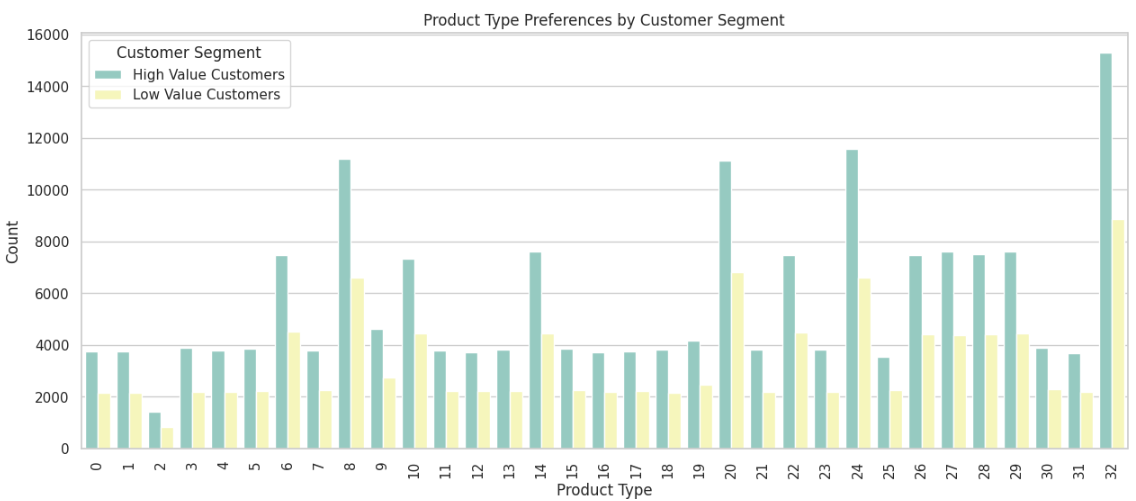 Product Type Preferences by Customer Segment
Customer Segment
High Value Customers
Low Value Customers
Count
16000
14000
12000
10000
8000
6000
4000
2000
0
0 1 2 3 4 5 6 7 8 9 10 11 12 13 14 15 16 17 18 19 20 21 22 23 24 25 26 27 28 29 30 31 32
Product Type